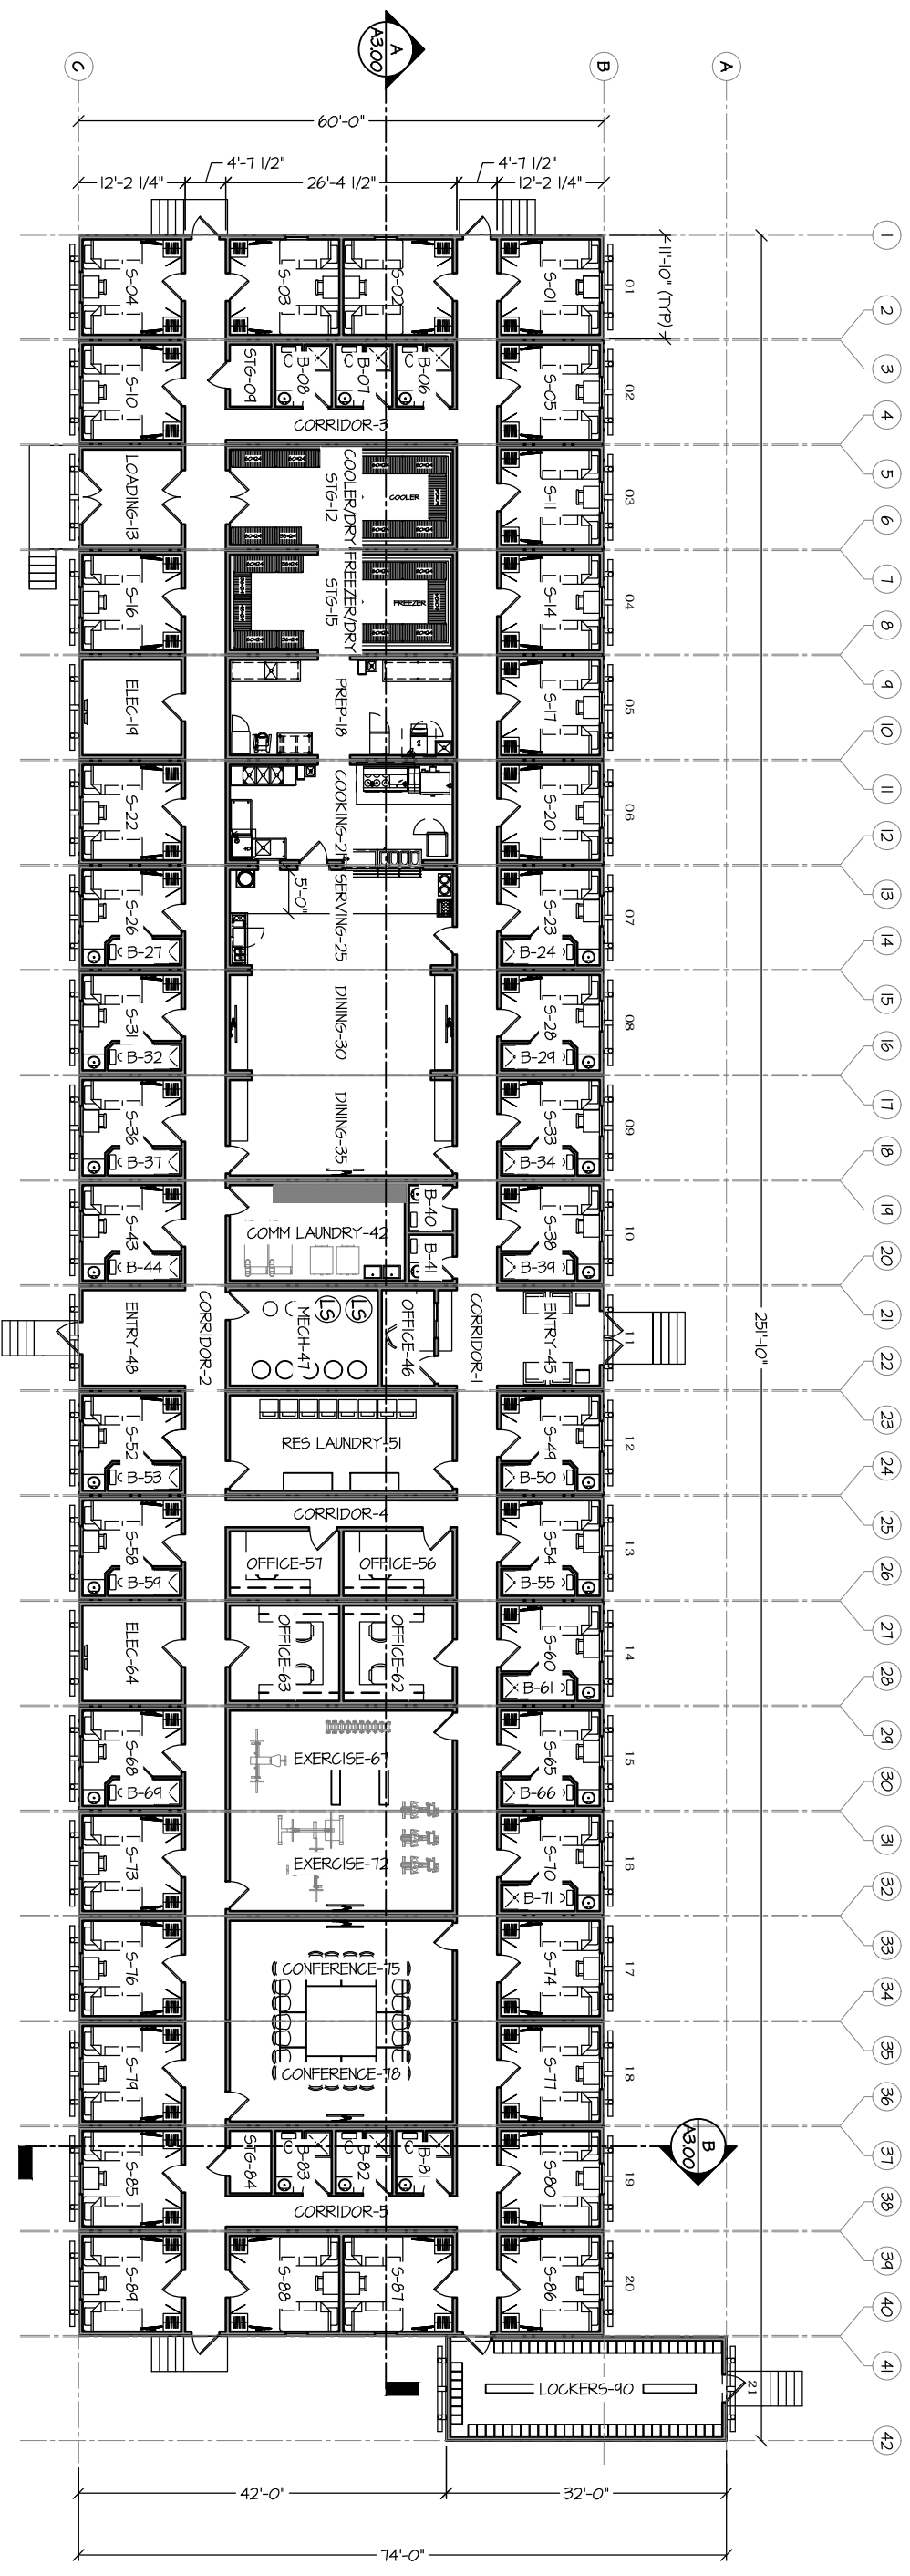 A
A3.00
C
B
A
60'-0"
12'-2 1/4"
4'-7 1/2"
26'-4 1/2"
4'-7 1/2"
12'-2 1/4"
11'-10" (TYP)
251'-10"
1
2
3
4
5
6
7
8
9
10
11
12
13
14
15
16
17
18
19
20
21
22
23
24
25
26
27
28
29
30
31
32
33
34
35
36
37
38
39
40
41
42
S-04
S-03
S-02
S-01
01
S-10
STG-09
B-08
B-07
B-06
S-05
02
CORRIDOR-3
LOADING-13
COOLER/DRY
STG-12
COOLER
S-11
03
S-16
FREEZER/DRY
STG-15
FREEZER
S-14
04
ELEC-19
PREP-18
S-17
05
S-22
COOKING-21
S-20
06
S-26
B-27
5'-0"
SERVING-25
S-23
B-24
07
S-31
B-32
DINING-30
S-28
B-29
08
S-36
B-37
DINING-35
S-33
B-34
09
S-43
B-44
COMM LAUNDRY-42
B-40
B-41
S-38
B-39
10
ENTRY-48
CORRIDOR-2
MECH-47
LS
LS
OFFICE-46
CORRIDOR-1
ENTRY-45
11
S-52
B-53
RES LAUNDRY-51
S-49
B-50
12
CORRIDOR-4
S-58
B-59
OFFICE-57
OFFICE-56
S-54
B-55
13
ELEC-64
OFFICE-63
OFFICE-62
S-60
B-61
14
S-68
B-69
EXERCISE-67
S-65
B-66
15
S-73
EXERCISE-72
S-70
B-71
16
S-76
CONFERENCE-75
S-74
17
S-79
CONFERENCE-78
S-77
18
B
A3.00
S-85
STG-84
B-83
B-82
B-81
S-80
19
CORRIDOR-5
S-89
S-88
S-87
S-86
20
LOCKERS-90
21
42'-0"
32'-0"
74'-0"